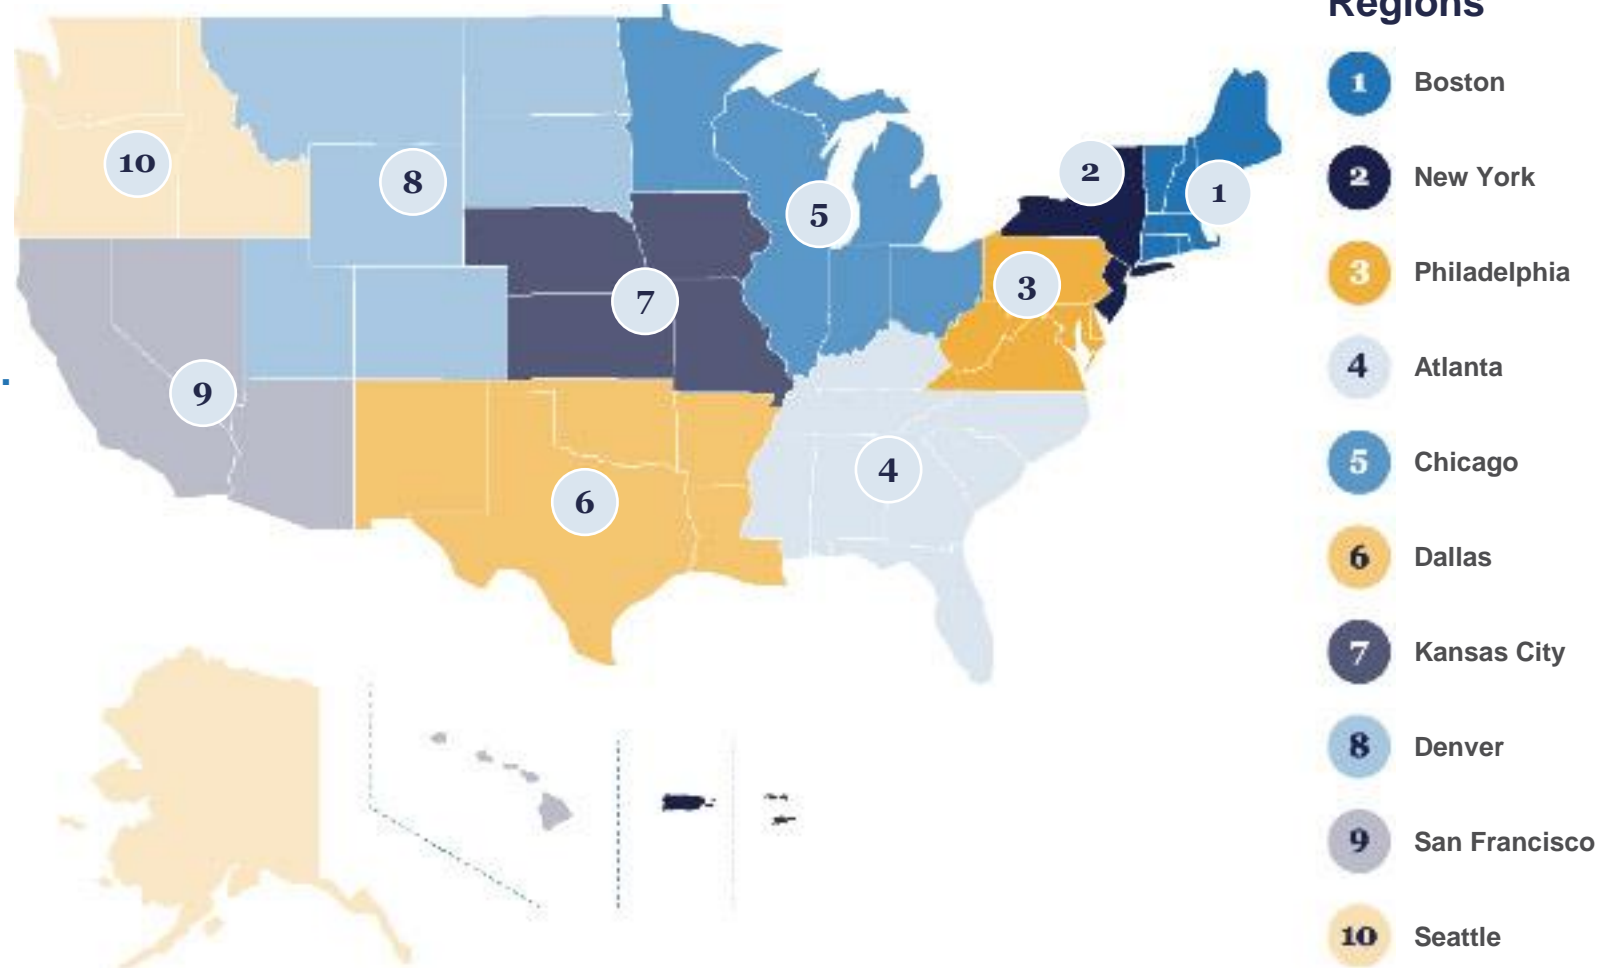 Regions
1 Boston
2 New York
3 Philadelphia
4 Atlanta
5 Chicago
6 Dallas
7 Kansas City
8 Denver
9 San Francisco
10 Seattle
10
8
5
2
1
7
3
9
4
6